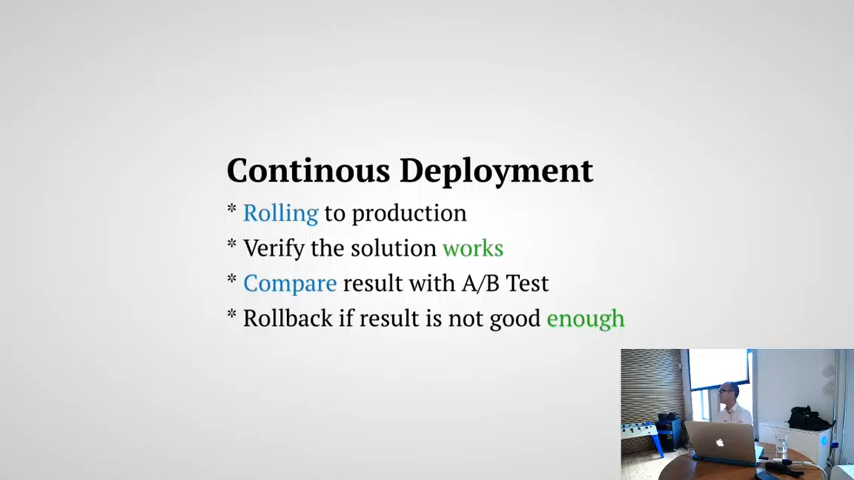 Continous Deployment
* Rolling to production
* Verify the solution works
* Compare result with A/B Test
* Rollback if result is not good enough